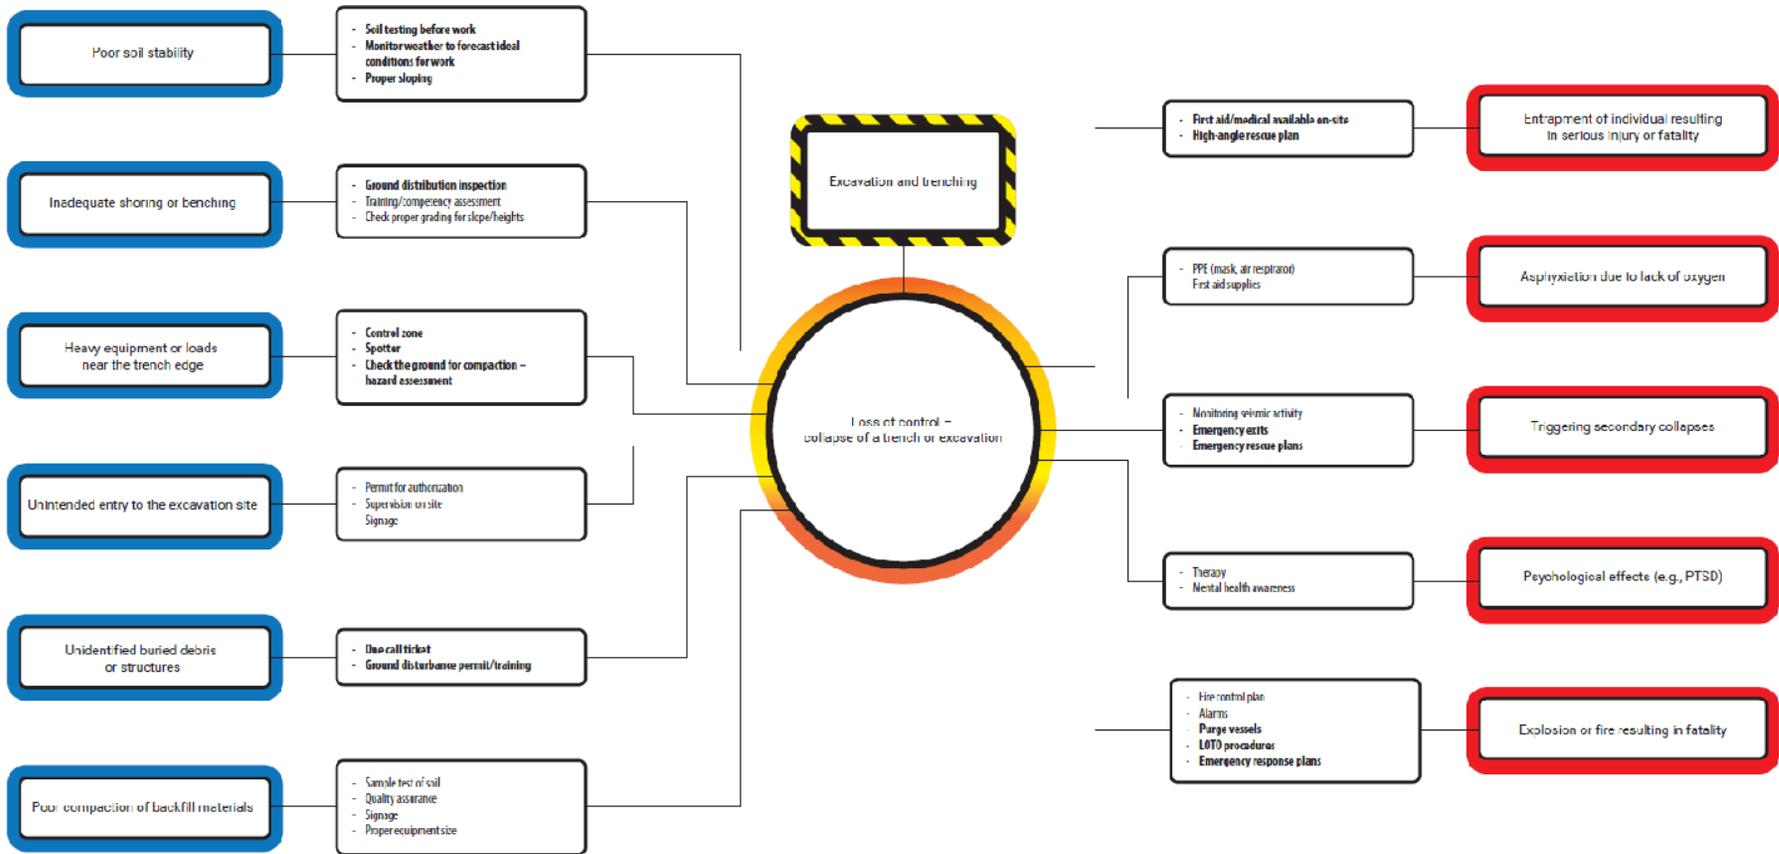 Poor soil stability
- Soil testing before work
- Monitor weather to forecast ideal
conditions for work
- Proper sloping
Inadequate shoring or benching
- Ground distribution inspection
- Training/competency assessment
- Check proper grading for slope/heights
Heavy equipment or loads
near the trench edge
- Control zone
- Spotter
- Check the ground for compaction –
hazard assessment
Unintended entry to the excavation site
- Permit for authorization
- Supervision on site
Signage
Unidentified buried debris
or structures
- One call ticket
- Ground disturbance permit/training
Poor compaction of backfill materials
- Sample test of soil
- Quality assurance
- Signage
- Proper equipment size
Excavation and trenching
Loss of control –
collapse of a trench or excavation
- First aid/medical available on-site
- High-angle rescue plan
Entrapment of individual resulting
in serious injury or fatality
- PPE (mask, air respirator)
First aid supplies
Asphyxiation due to lack of oxygen
- Monitoring seismic activity
- Emergency exits
- Emergency rescue plans
Triggering secondary collapses
- Therapy
- Mental health awareness
Psychological effects (e.g., PTSD)
- Fire control plan
- Alarms
- Purge vessels
- LOTO procedures
- Emergency response plans
Explosion or fire resulting in fatality